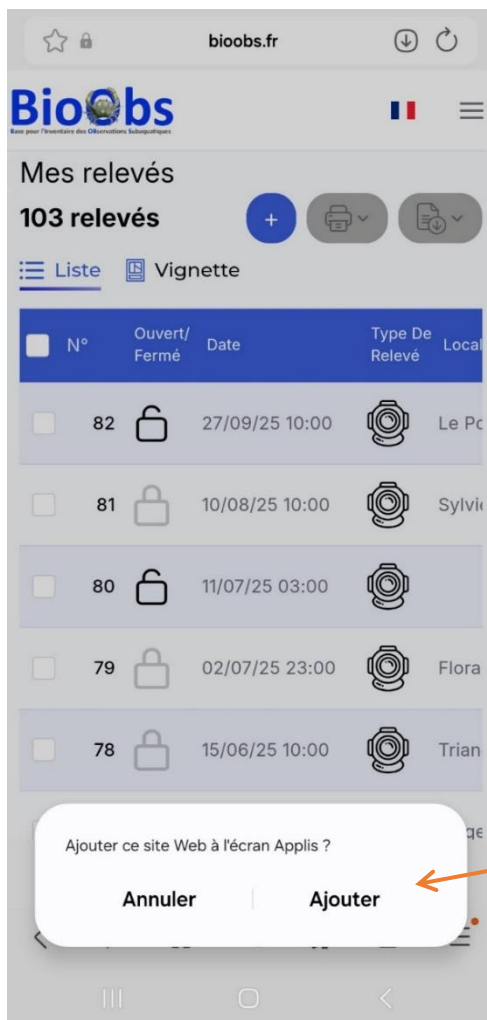 bioobs.fr
BioObs
Base pour l'Inventaire des OBservations Subaquatiques
Mes relevés
103 relevés
+
Liste Vignette
N° Ouvert/ Fermé Date Type De Relevé Local
82 27/09/25 10:00 Le Po
81 10/08/25 10:00 Sylvie
80 11/07/25 03:00
79 02/07/25 23:00 Flora
78 15/06/25 10:00 Trian
ge
Ajouter ce site Web à l'écran Applis ?
Annuler Ajouter